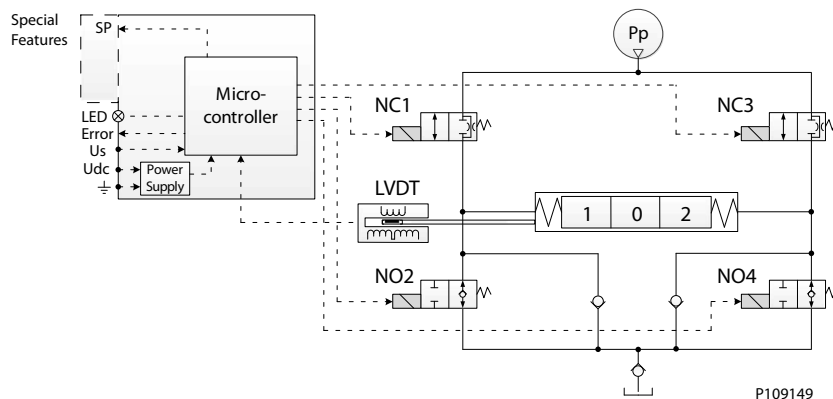 Special
Features
SP
Pp
Micro-
controller
NC1
NC3
LED
Error
Us
Udc
Power
Supply
LVDT
1 0 2
NO2
NO4
P109149